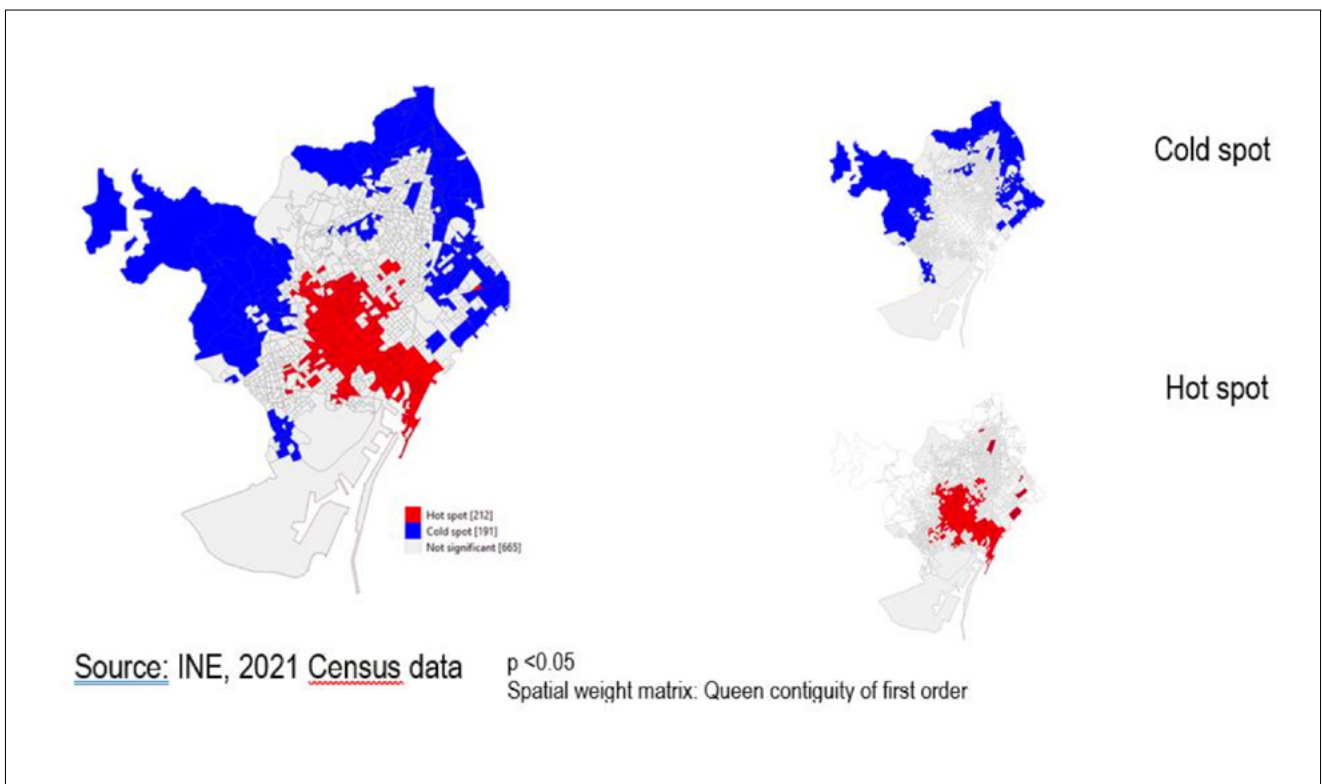 Cold spot
Hot spot
Hot spot [212]
Cold spot [191]
Not significant [665]
Source: INE, 2021 Census data
p <0.05
Spatial weight matrix: Queen contiguity of first order